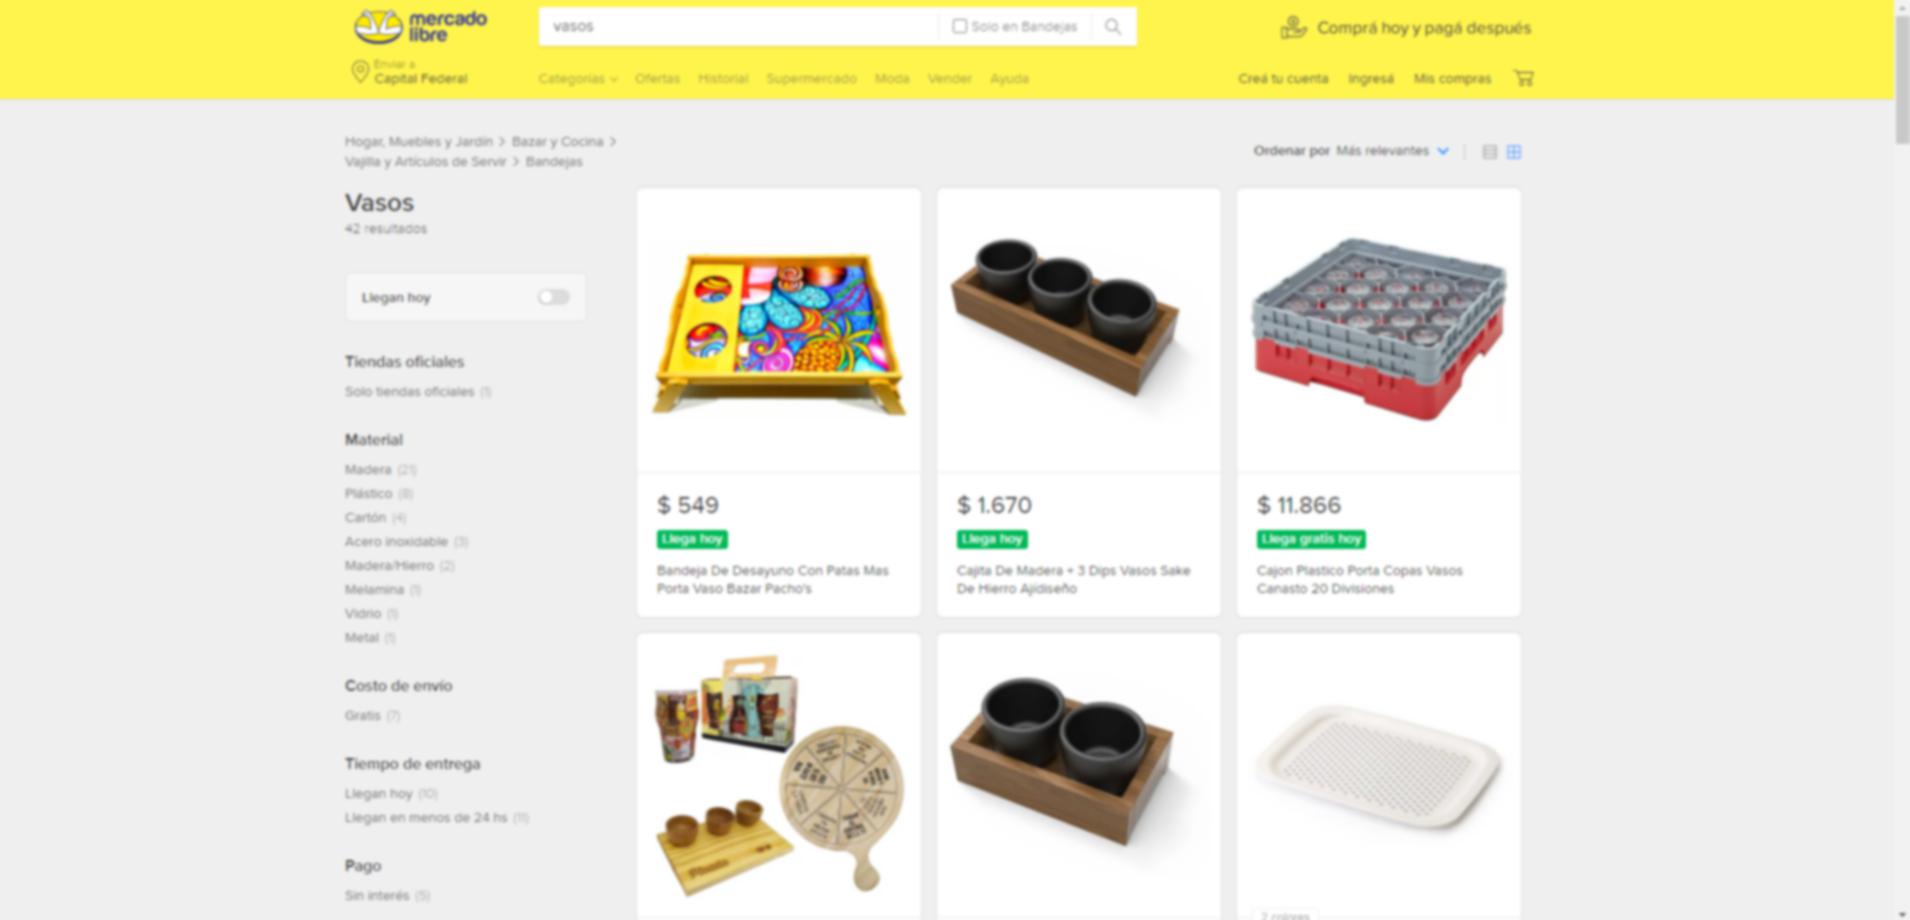 mercado
libre
vasos
Solo en Bandejas
Comprá hoy y pagá después
Enviar a
Capital Federal
Categorías
Ofertas
Historial
Supermercado
Moda
Vender
Ayuda
Creá tu cuenta
Ingresá
Mis compras
Hogar, Muebles y Jardín > Bazar y Cocina >
Vajilla y Artículos de Servir > Bandejas
Ordenar por Más relevantes
Vasos
42 resultados
Llegan hoy
Tiendas oficiales
Solo tiendas oficiales (1)
Material
Madera (21)
Plástico (8)
Cartón (4)
Acero inoxidable (3)
Madera/Hierro (2)
Melamina (1)
Vidrio (1)
Metal (1)
Costo de envío
Gratis (7)
Tiempo de entrega
Llegan hoy (10)
Llegan en menos de 24 hs (11)
Pago
Sin interés (5)
$ 549
Llega hoy
Bandeja De Desayuno Con Patas Mas
Porta Vaso Bazar Pacho's
$ 1.670
Llega hoy
Cajita De Madera + 3 Dips Vasos Sake
De Hierro Ajidiseño
$ 11.866
Llega gratis hoy
Cajon Plastico Porta Copas Vasos
Canasto 20 Divisiones
2 colores